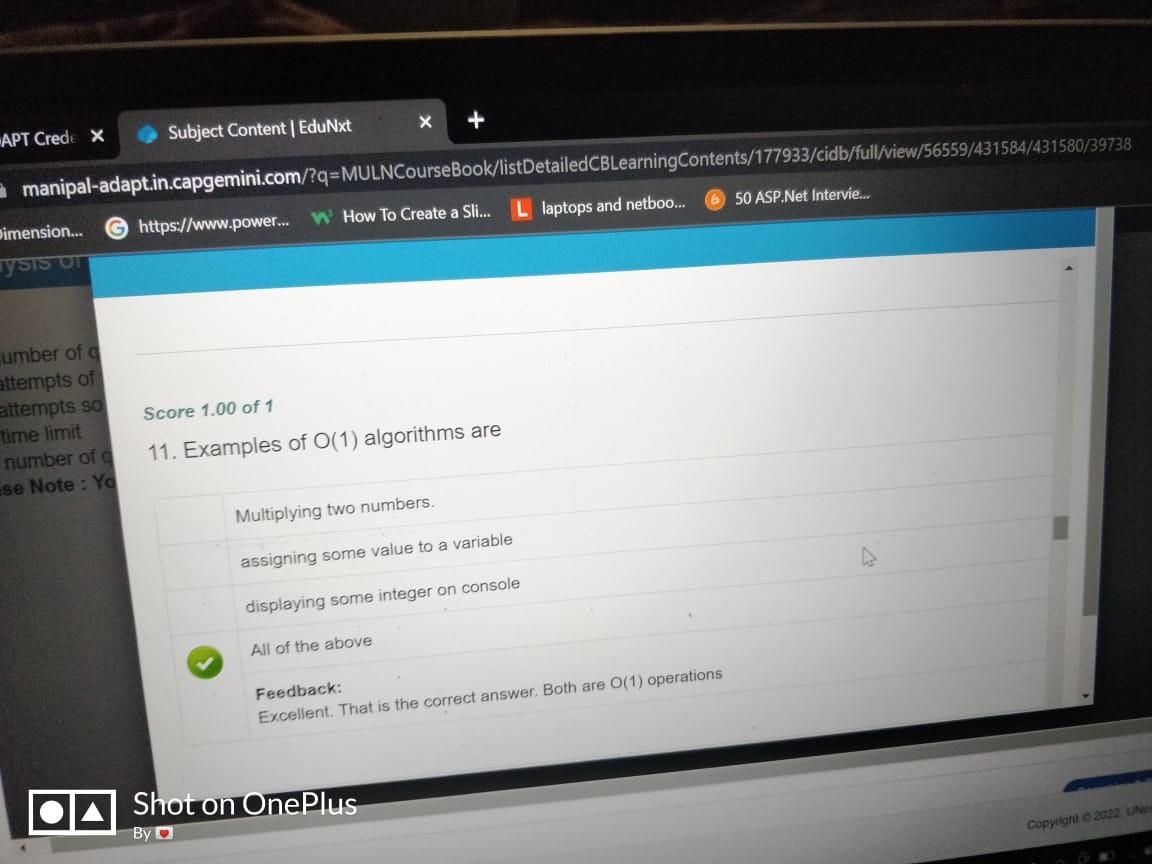 APT Crede
Subject Content | EduNxt
manipal-adapt.in.capgemini.com/?q=MULNCourseBook/listDetailedCBLearningContents/177933/cidb/full/view/56559/431584/431580/39738
Dimension...
https://www.power...
How To Create a Sli...
L laptops and netboo...
50 ASP.Net Intervie...
ysis of
umber of q
attempts of
attempts so
time limit
number of q
se Note : Yo
Score 1.00 of 1
11. Examples of O(1) algorithms are
Multiplying two numbers.
assigning some value to a variable
displaying some integer on console
All of the above
Feedback:
Excellent. That is the correct answer. Both are O(1) operations
Shot on OnePlus
By
Copyright © 2022. UNe